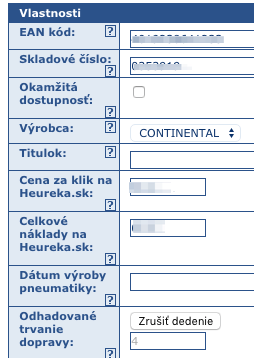 Vlastnosti
EAN kód: ?
Skladové číslo: ?
Okamžitá
dostupnosť: ?
Výrobca: ? CONTINENTAL
Titulok: ?
Cena za klik na
Heureka.sk: ?
Celkové
náklady na
Heureka.sk: ?
Dátum výroby
pneumatiky: ?
Odhadované
trvanie
dopravy: ?
Zrušiť dedenie
4